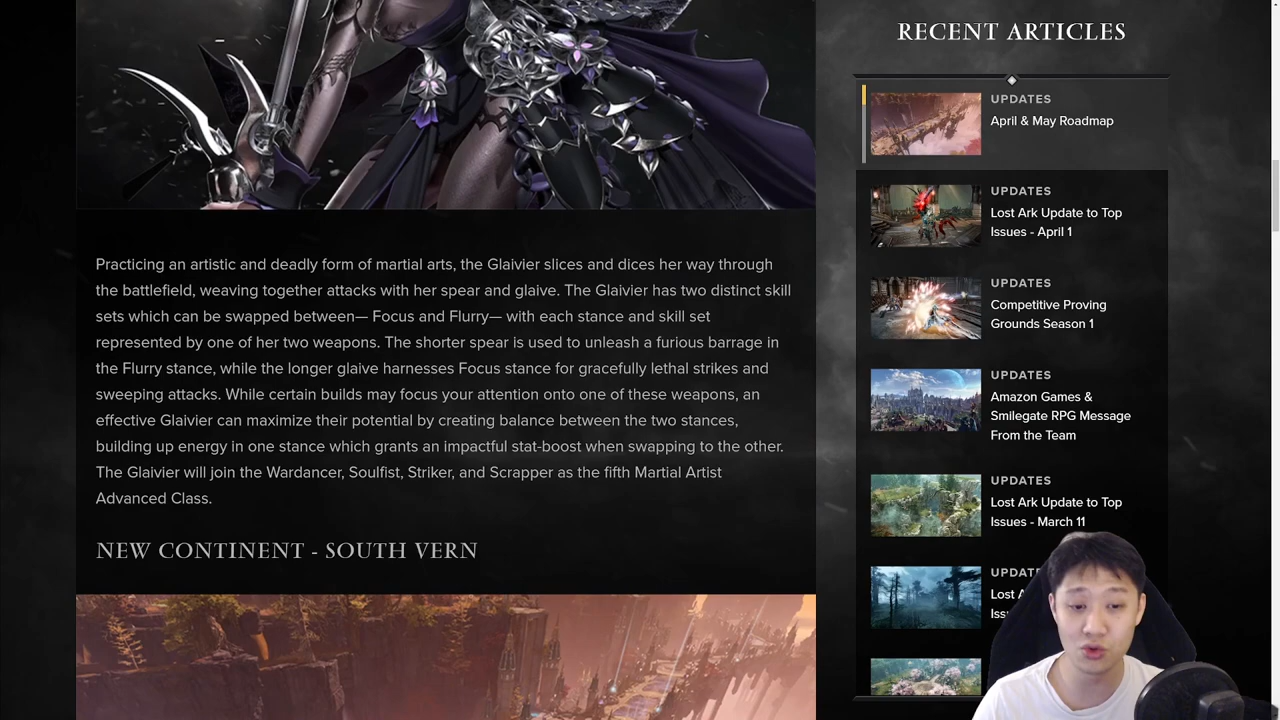 Practicing an artistic and deadly form of martial arts, the Glaivier slices and dices her way through
the battlefield, weaving together attacks with her spear and glaive. The Glaivier has two distinct skill
sets which can be swapped between— Focus and Flurry— with each stance and skill set
represented by one of her two weapons. The shorter spear is used to unleash a furious barrage in
the Flurry stance, while the longer glaive harnesses Focus stance for gracefully lethal strikes and
sweeping attacks. While certain builds may focus your attention onto one of these weapons, an
effective Glaivier can maximize their potential by creating balance between the two stances,
building up energy in one stance which grants an impactful stat-boost when swapping to the other.
The Glaivier will join the Wardancer, Soulfist, Striker, and Scrapper as the fifth Martial Artist
Advanced Class.
NEW CONTINENT - SOUTH VERN
RECENT ARTICLES
UPDATES
April & May Roadmap
UPDATES
Lost Ark Update to Top
Issues - April 1
UPDATES
Competitive Proving
Grounds Season 1
UPDATES
Amazon Games &
Smilegate RPG Message
From the Team
UPDATES
Lost Ark Update to Top
Issues - March 11